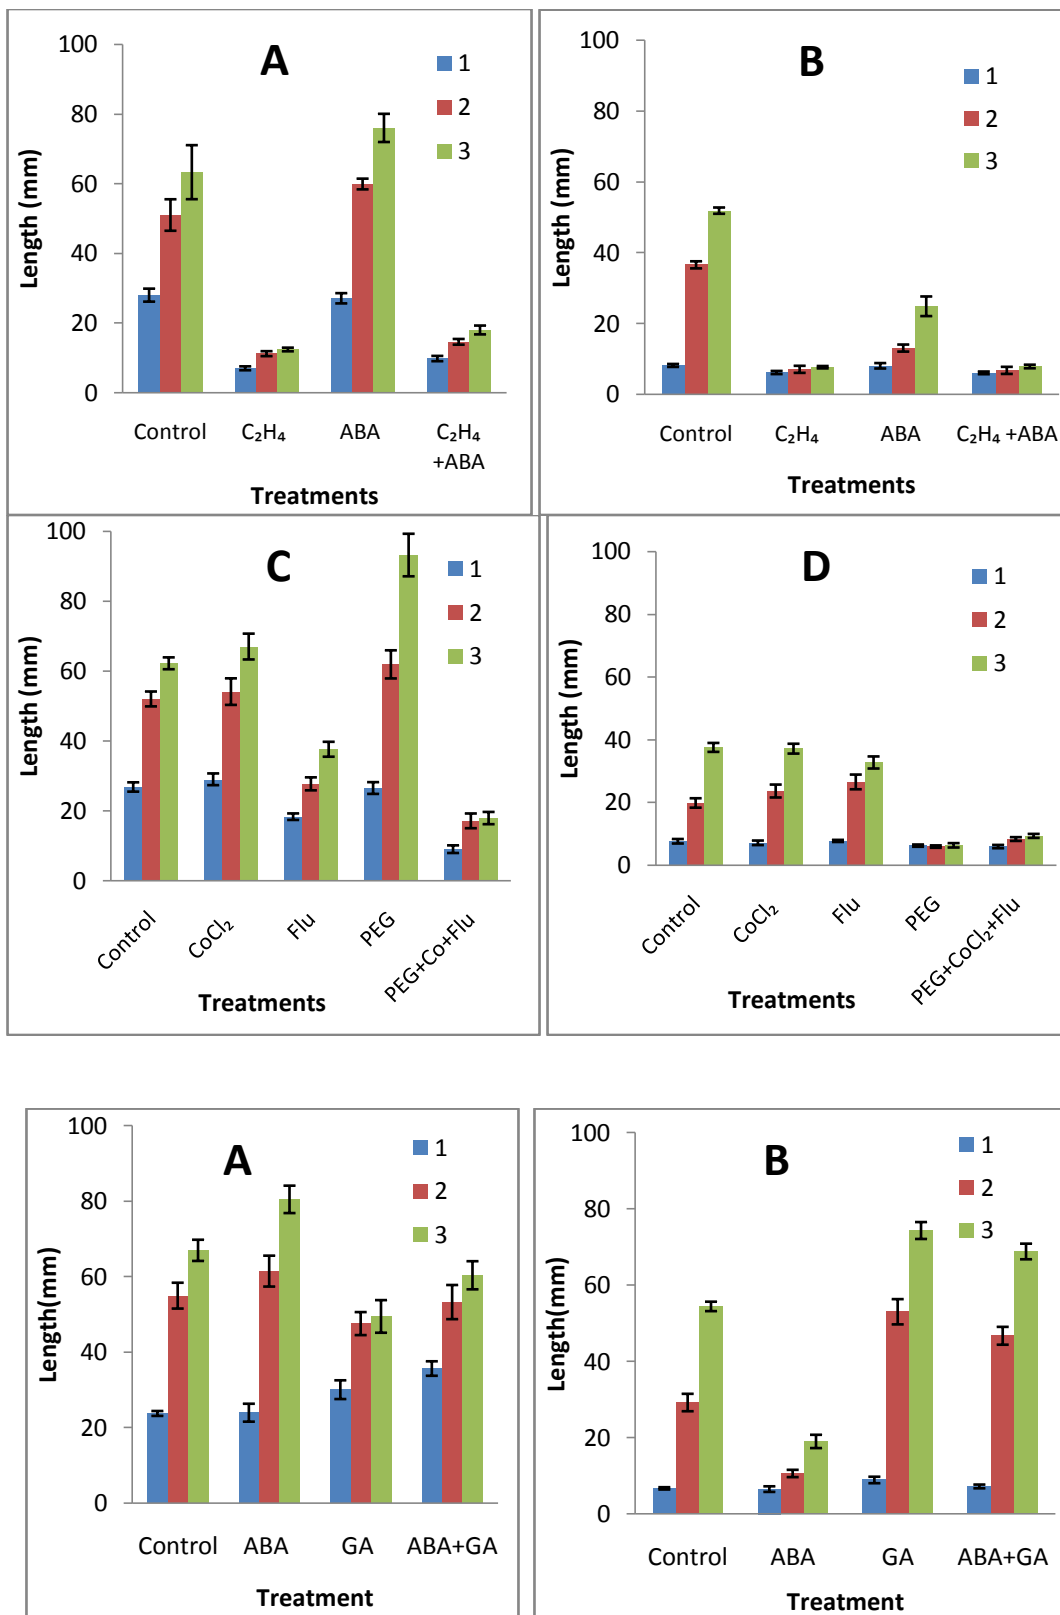 A
Length (mm)
100
80
60
40
20
0
1
2
3
Control
C₂H₄
ABA
C₂H₄
+ABA
Treatments
B
Length (mm)
100
80
60
40
20
0
1
2
3
Control
C₂H₄
ABA
C₂H₄ +ABA
Treatments
C
Length (mm)
100
80
60
40
20
0
1
2
3
Control
CoCl₂
Flu
PEG
PEG+Co+Flu
Treatments
D
Length (mm)
100
80
60
40
20
0
1
2
3
Control
CoCl₂
Flu
PEG
PEG+CoCl₂+Flu
Treatments
A
Length(mm)
100
80
60
40
20
0
1
2
3
Control
ABA
GA
ABA+GA
Treatment
B
Length(mm)
100
80
60
40
20
0
1
2
3
Control
ABA
GA
ABA+GA
Treatment